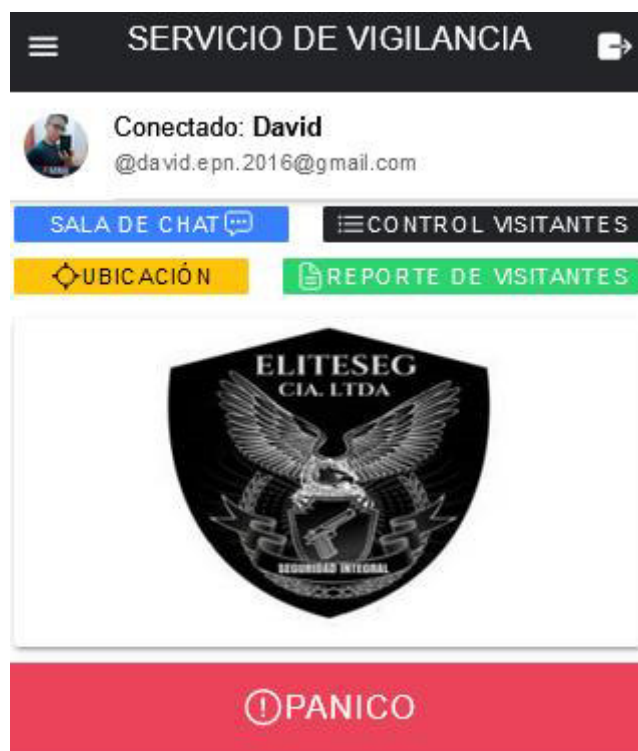 SERVICIO DE VIGILANCIA
Conectado: David
@david.epn.2016@gmail.com
SALA DE CHAT
CONTROL VISITANTES
UBICACIÓN
REPORTE DE VISITANTES
ELITESEG
CIA. LTDA
SEGURIDAD INTEGRAL
PANICO